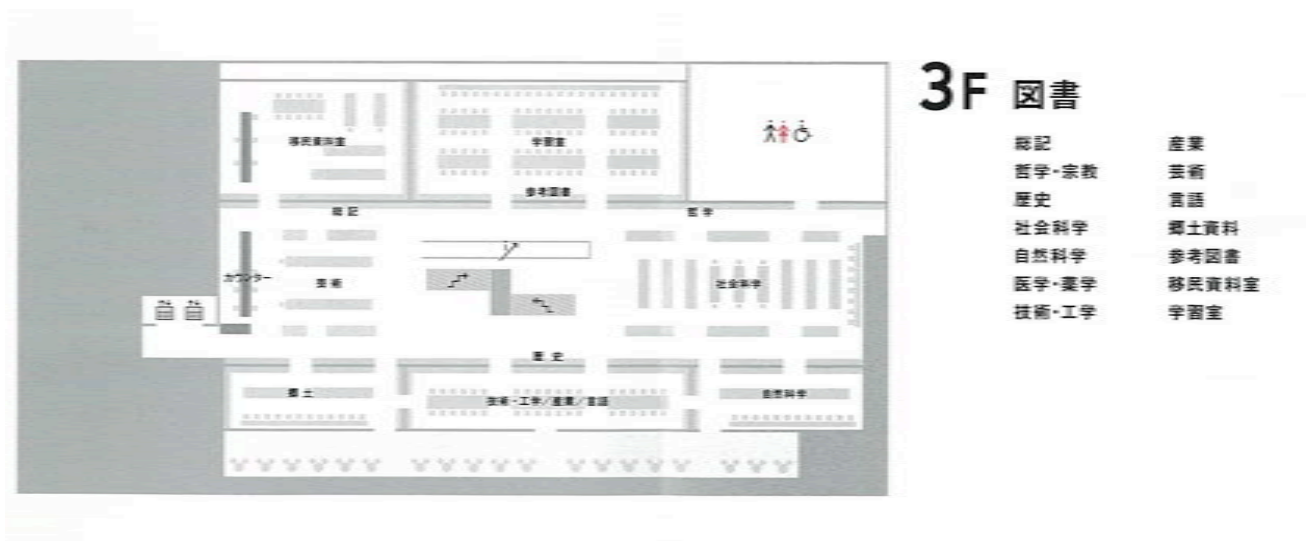 3F 図書
総記 産業
哲学・宗教 芸術
歴史 言語
社会科学 郷土資料
自然科学 参考図書
医学・薬学 移民資料室
技術・工学 学習室
移民資料室
学習室
参考図書
総記
哲学
カウンター
芸術
社会科学
歴史
郷土
技術・工学/産業/言語
自然科学